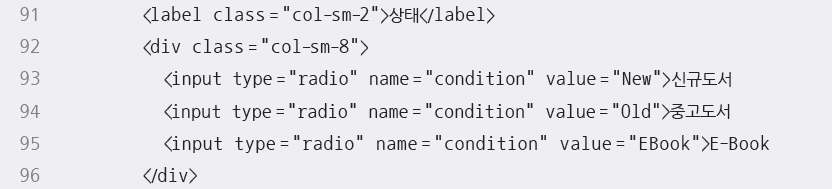 91 <label class="col-sm-2">상태</label>
92 <div class="col-sm-8">
93 <input type="radio" name="condition" value="New">신규도서
94 <input type="radio" name="condition" value="Old">중고도서
95 <input type="radio" name="condition" value="EBook">E-Book
96 </div>